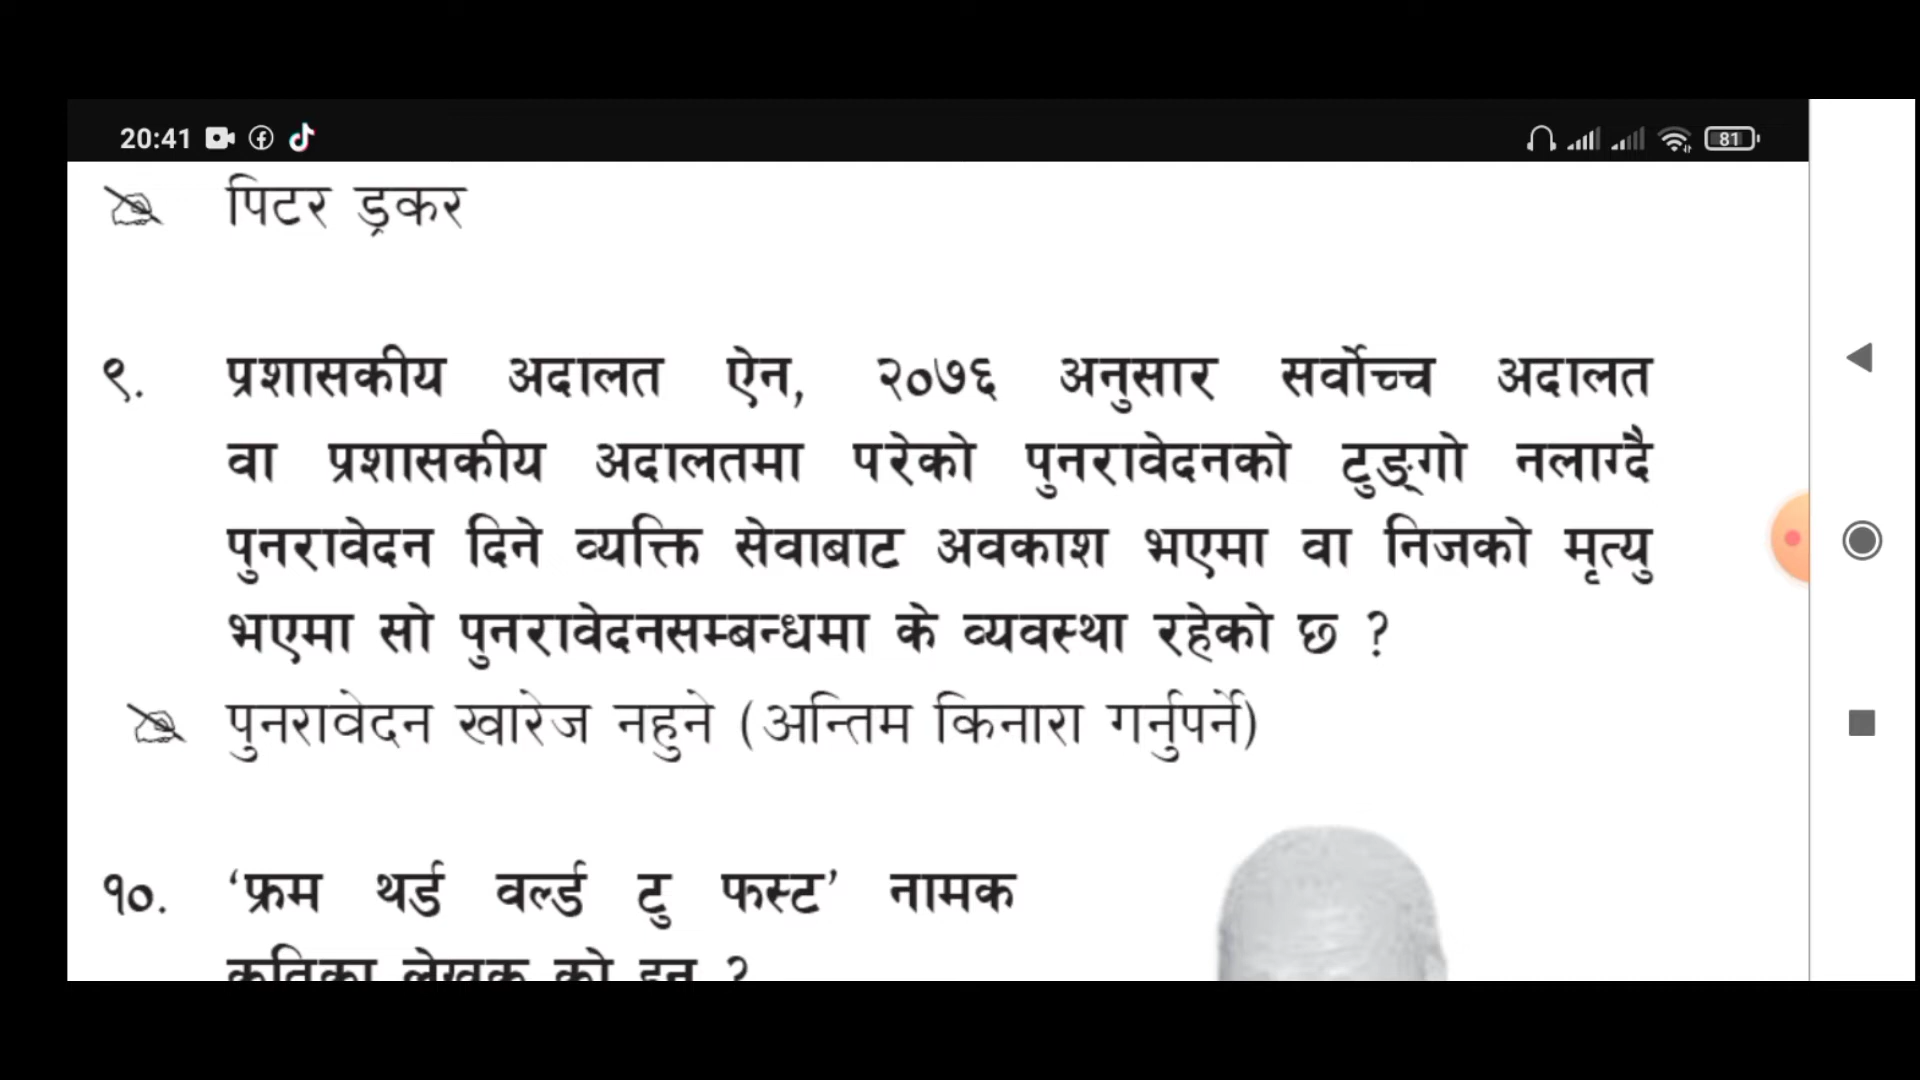 20:41
81
पिटर ड्रकर
९. प्रशासकीय अदालत ऐन, २०७६ अनुसार सर्वोच्च अदालत
वा प्रशासकीय अदालतमा परेको पुनरावेदनको टुङ्गो नलाग्दै
पुनरावेदन दिने व्यक्ति सेवाबाट अवकाश भएमा वा निजको मृत्यु
भएमा सो पुनरावेदनसम्बन्धमा के व्यवस्था रहेको छ ?
पुनरावेदन खारेज नहुने (अन्तिम किनारा गर्नुपर्ने)
१०. ‘फ्रम थर्ड वर्ल्ड टु फस्ट’ नामक
कृतिका लेखक को हुन् ?